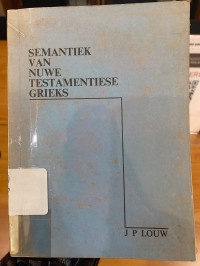 SEMANTIEK
VAN
NUWE
TESTAMENTIESE
GRIEKS
J P LOUW